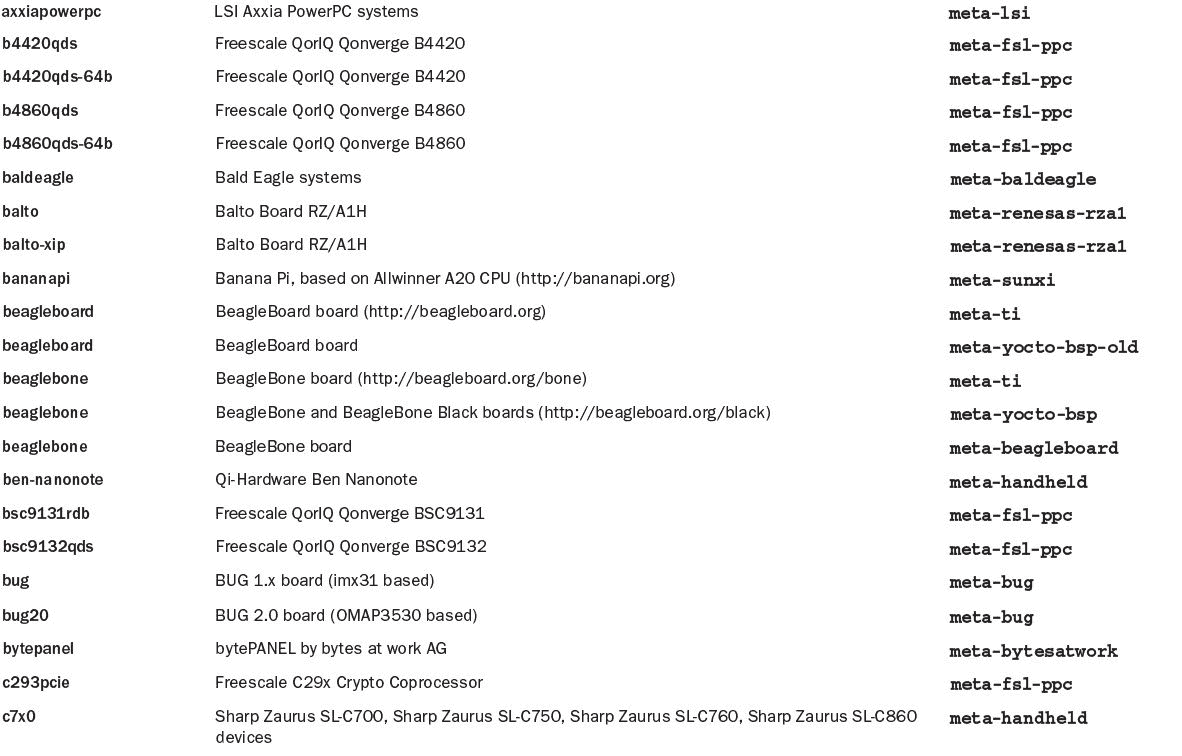 axxiapowerpc LSI Axxia PowerPC systems meta-lsi
b4420qds Freescale QorIQ Qonverge B4420 meta-fsl-ppc
b4420qds-64b Freescale QorIQ Qonverge B4420 meta-fsl-ppc
b4860qds Freescale QorIQ Qonverge B4860 meta-fsl-ppc
b4860qds-64b Freescale QorIQ Qonverge B4860 meta-fsl-ppc
baldeagle Bald Eagle systems meta-baldeagle
balto Balto Board RZ/A1H meta-renesas-rza1
balto-xip Balto Board RZ/A1H meta-renesas-rza1
bananapi Banana Pi, based on Allwinner A20 CPU (http://bananapi.org) meta-sunxi
beagleboard BeagleBoard board (http://beagleboard.org) meta-ti
beagleboard BeagleBoard board meta-yocto-bsp-old
beaglebone BeagleBone board (http://beagleboard.org/bone) meta-ti
beaglebone BeagleBone and BeagleBone Black boards (http://beagleboard.org/black) meta-yocto-bsp
beaglebone BeagleBone board meta-beagleboard
ben-nanonote Qi-Hardware Ben Nanonote meta-handheld
bsc9131rdb Freescale QorIQ Qonverge BSC9131 meta-fsl-ppc
bsc9132qds Freescale QorIQ Qonverge BSC9132 meta-fsl-ppc
bug BUG 1.x board (imx31 based) meta-bug
bug20 BUG 2.0 board (OMAP3530 based) meta-bug
bytepanel bytePANEL by bytes at work AG meta-bytesatwork
c293pcie Freescale C29x Crypto Coprocessor meta-fsl-ppc
c7x0 Sharp Zaurus SL-C700, Sharp Zaurus SL-C750, Sharp Zaurus SL-C760, Sharp Zaurus SL-C860 meta-handheld
devices